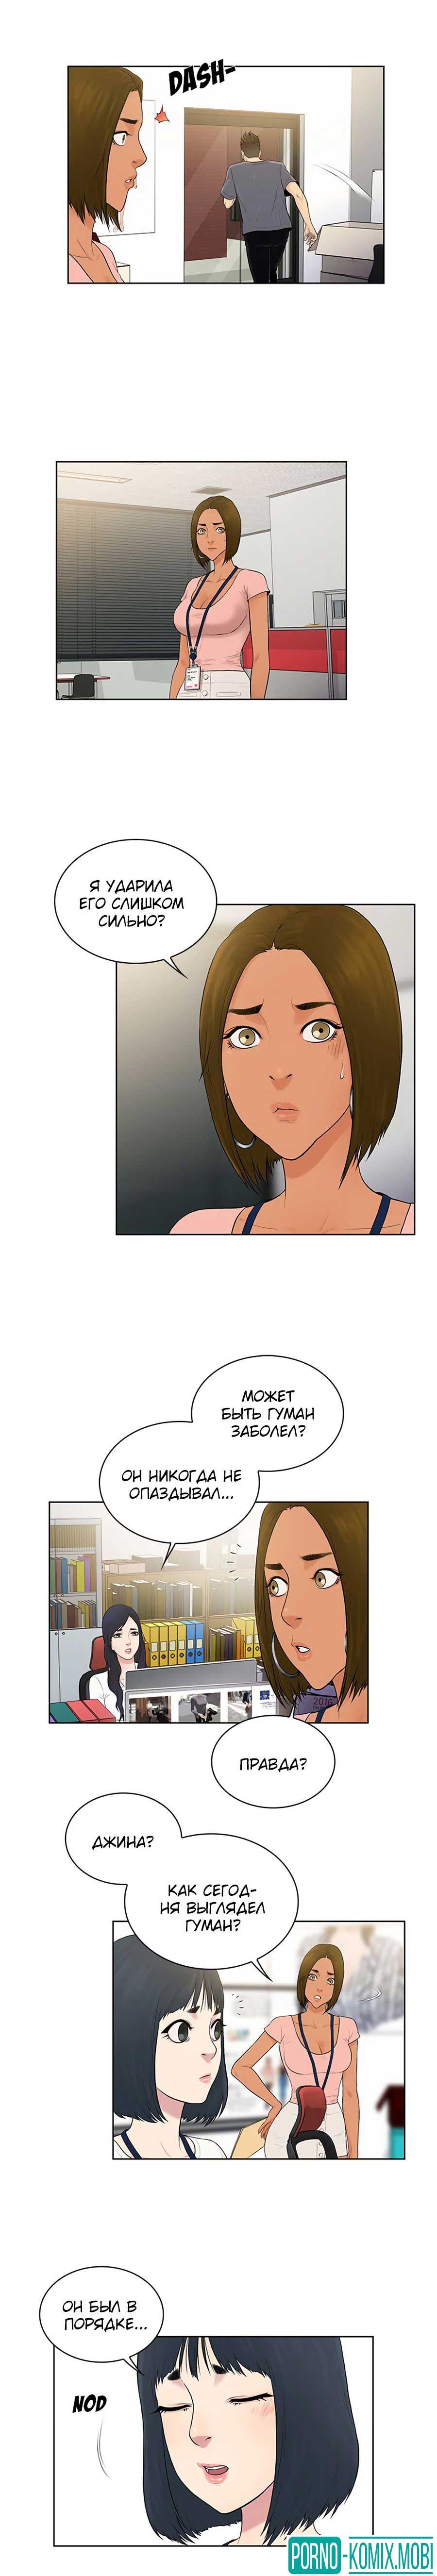 DASH-
Я УДАРИЛА
ЕГО СЛИШКОМ
СИЛЬНО?
МОЖЕТ
БЫТЬ ГУМАН
ЗАБОЛЕЛ?
ОН НИКОГДА НЕ
ОПАЗДЫВАЛ...
2016
ПРАВДА?
ДЖИНА?
КАК СЕГОД-
НЯ ВЫГЛЯДЕЛ
ГУМАН?
ОН БЫЛ В
ПОРЯДКЕ...
NOD
PORNO-KOMIX.MOBI